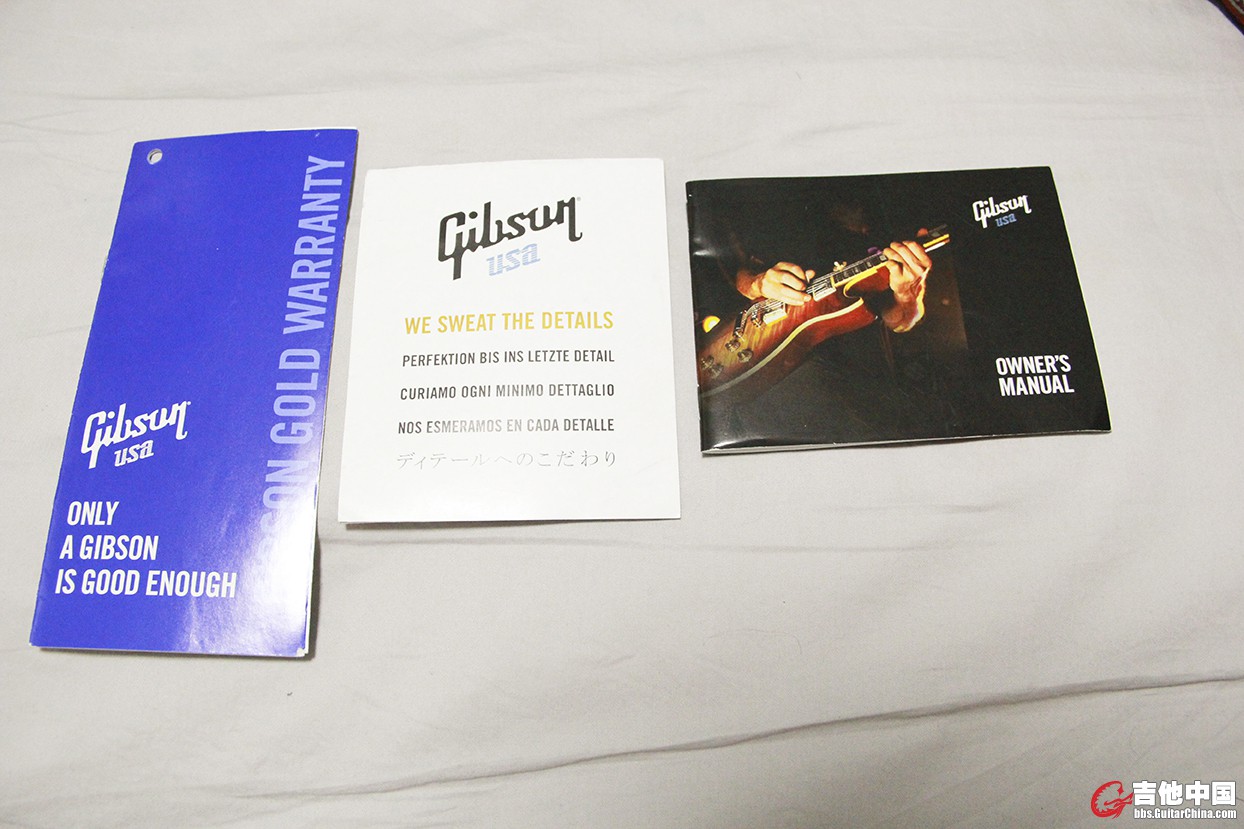 GIBSON GOLD WARRANTY
Gibson
usa
ONLY
A GIBSON
IS GOOD ENOUGH
Gibson
usa
WE SWEAT THE DETAILS
PERFEKTION BIS INS LETZTE DETAIL
CURIAMO OGNI MINIMO DETTAGLIO
NOS ESMERAMOS EN CADA DETALLE
ディテールへのこだわり
Gibson
usa
OWNER'S
MANUAL
吉他中国
bbs.GuitarChina.com